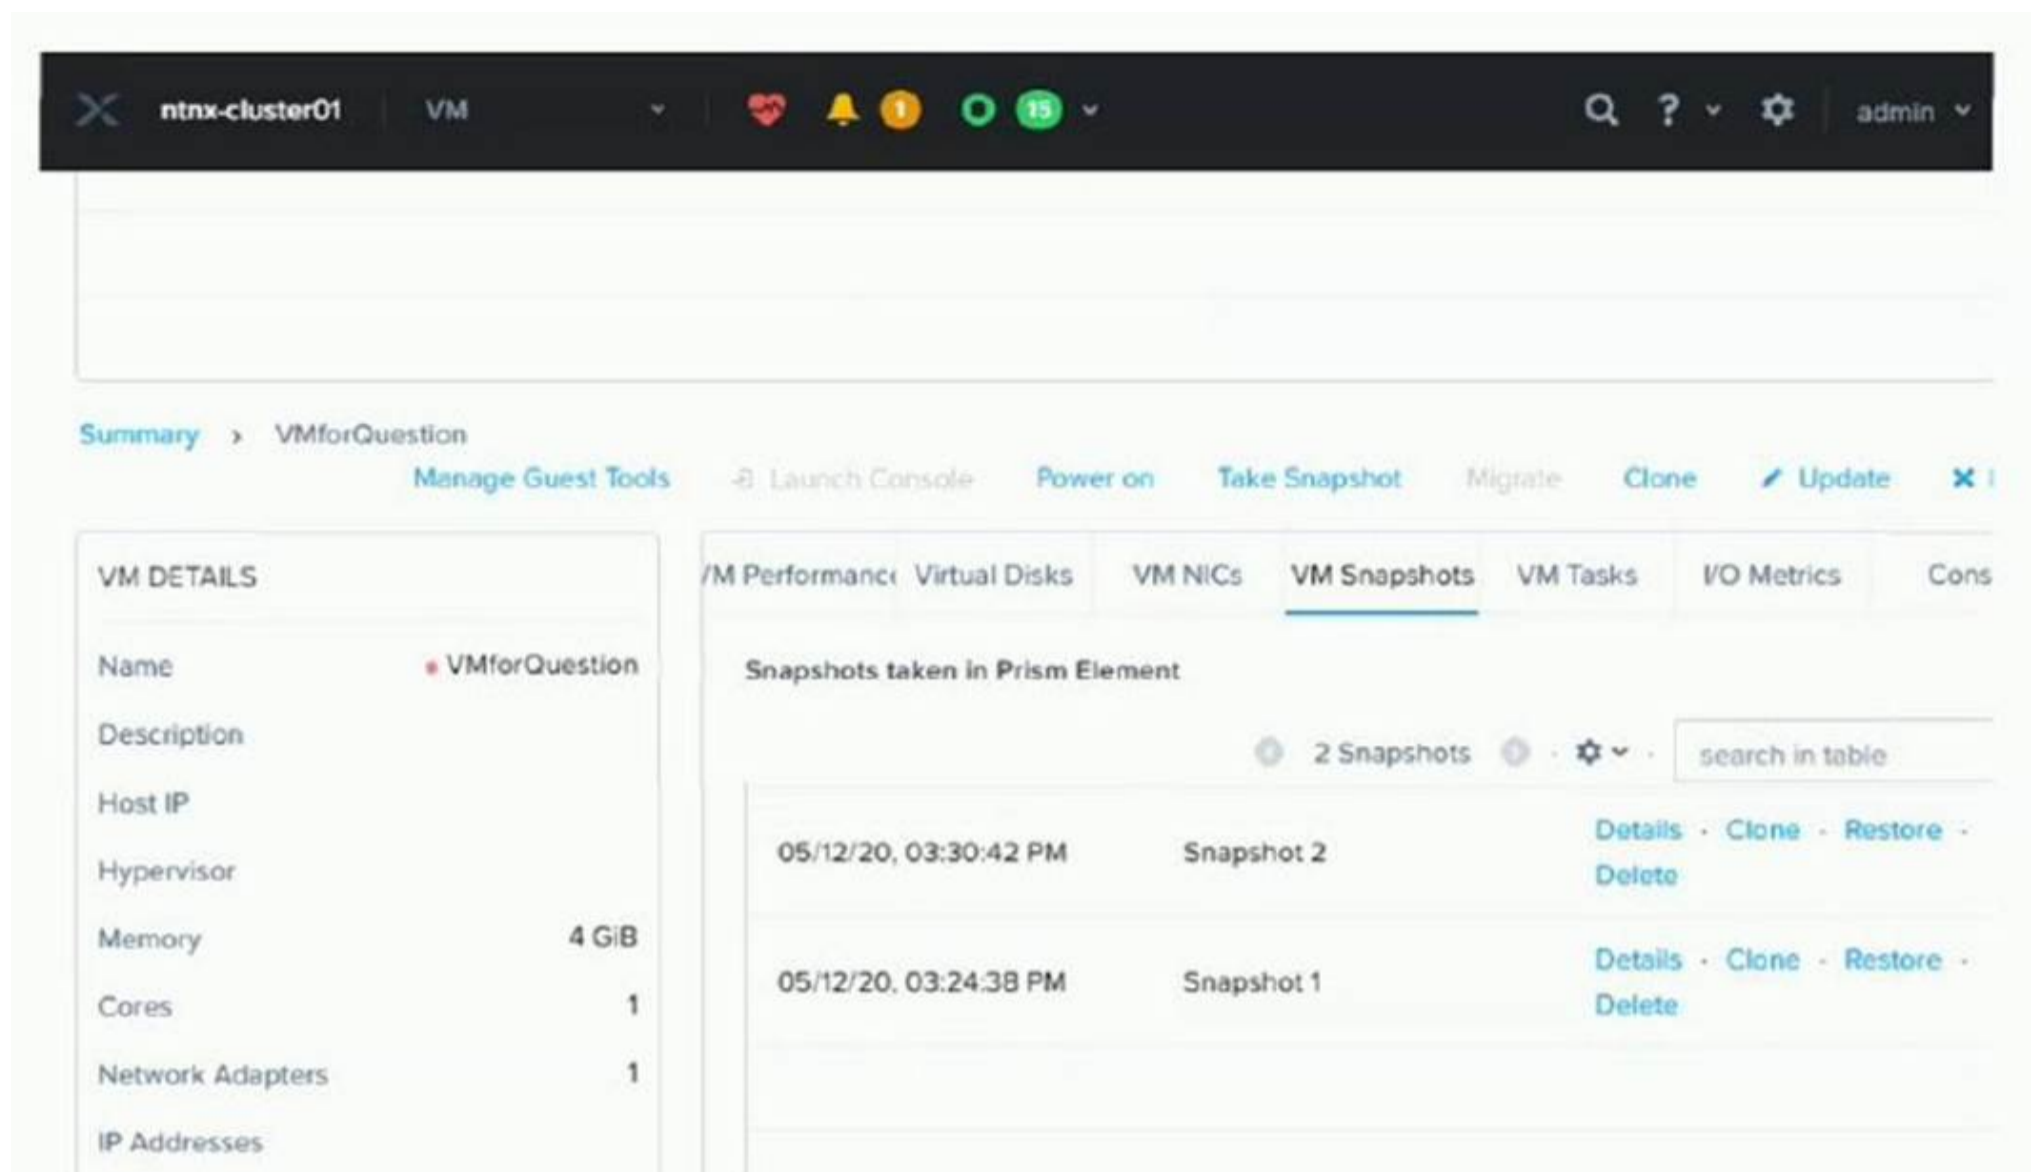 ntnx-cluster01 VM 1 15 ? admin
Summary > VMforQuestion
Manage Guest Tools Launch Console Power on Take Snapshot Migrate Clone Update
VM DETAILS
Name VMforQuestion
Description
Host IP
Hypervisor
Memory 4 GiB
Cores 1
Network Adapters 1
IP Addresses
VM Performance Virtual Disks VM NICs VM Snapshots VM Tasks I/O Metrics Cons
Snapshots taken in Prism Element
2 Snapshots search in table
05/12/20, 03:30:42 PM Snapshot 2 Details · Clone · Restore ·
Delete
05/12/20, 03:24:38 PM Snapshot 1 Details · Clone · Restore ·
Delete